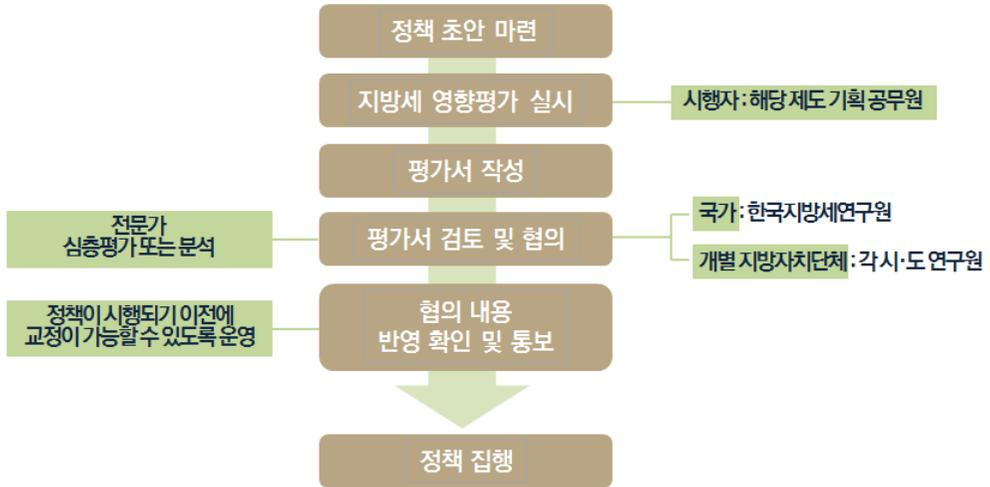 정책 초안 마련
지방세 영향평가 실시
시행자 : 해당 제도 기획 공무원
평가서 작성
전문가
심층평가 또는 분석
평가서 검토 및 협의
국가 : 한국지방세연구원
개별 지방자치단체 : 각 시·도 연구원
정책이 시행되기 이전에
교정이 가능할 수 있도록 운영
협의 내용
반영 확인 및 통보
정책 집행